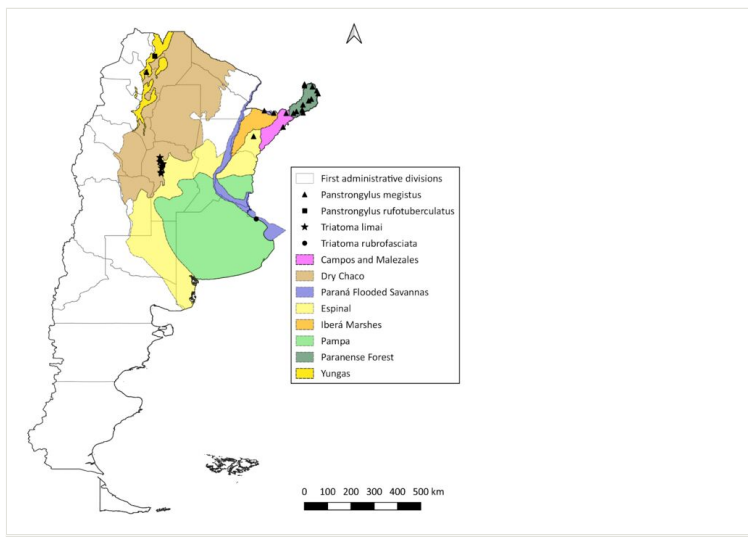 First administrative divisions
Panstrongylus megistus
Panstrongylus rufotuberculatus
Triatoma limai
Triatoma rubrofasciata
Campos and Malezales
Dry Chaco
Paraná Flooded Savannas
Espinal
Iberá Marshes
Pampa
Paranense Forest
Yungas
0 100 200 300 400 500 km